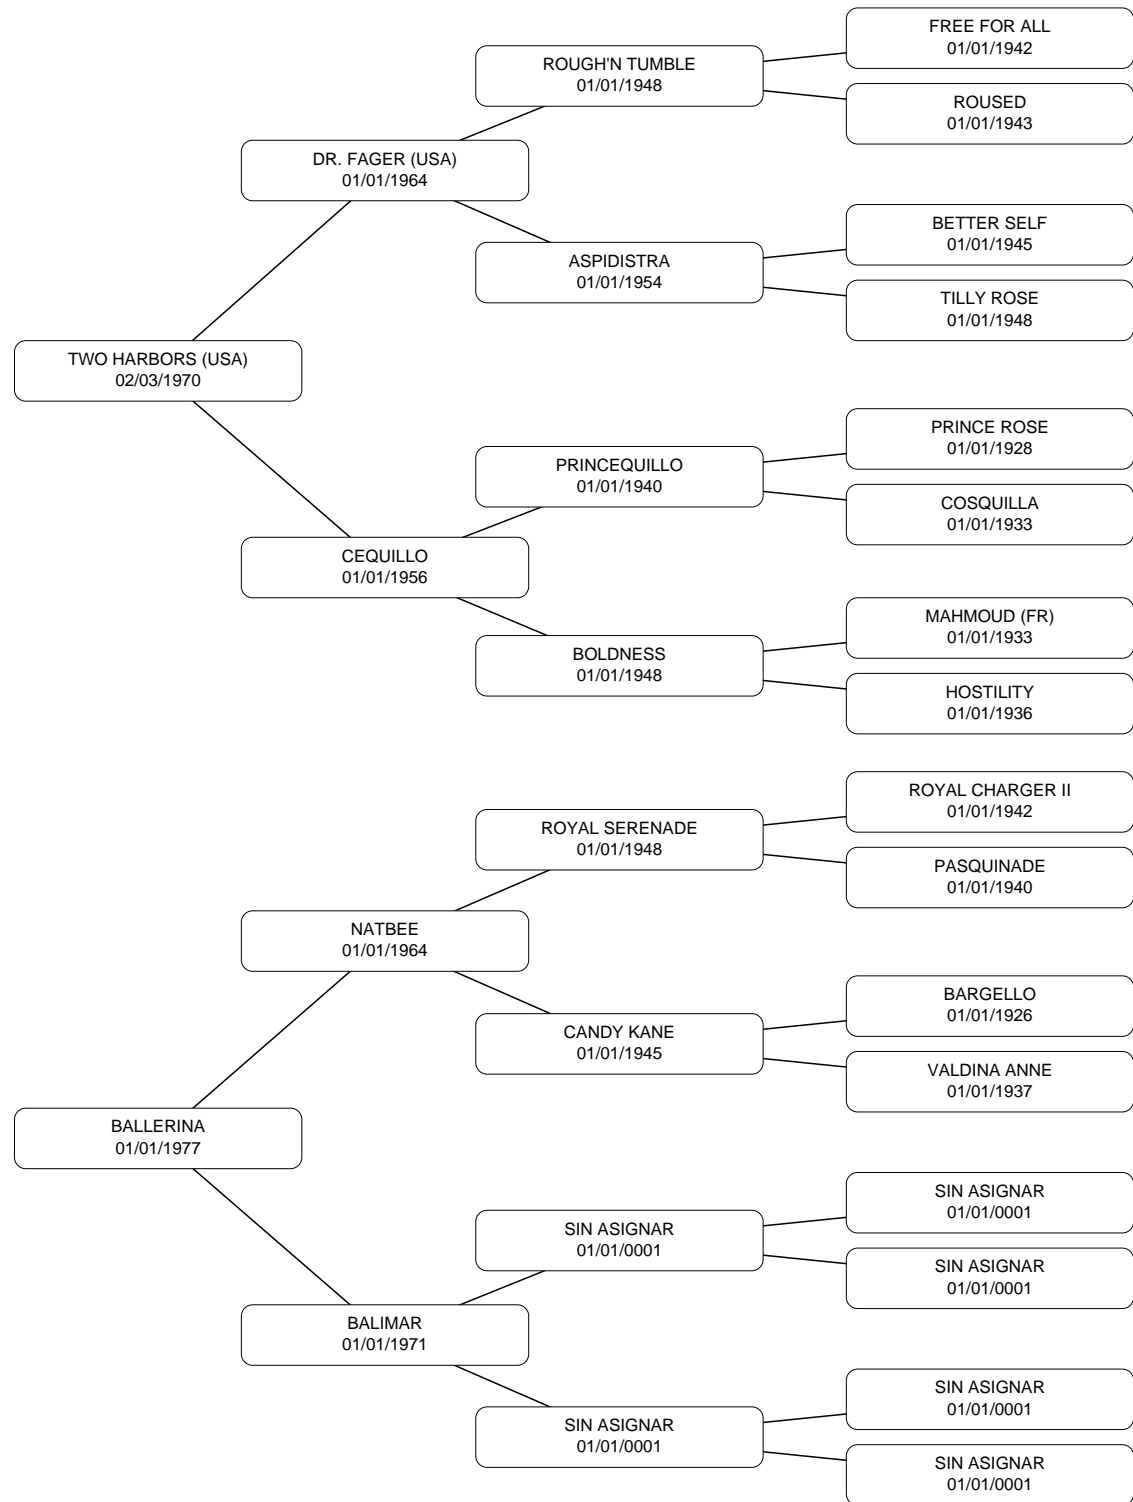 FREE FOR ALL
01/01/1942
ROUGH'N TUMBLE
01/01/1948
ROUSED
01/01/1943
DR. FAGER (USA)
01/01/1964
BETTER SELF
01/01/1945
ASPIDISTRA
01/01/1954
TILLY ROSE
01/01/1948
TWO HARBORS (USA)
02/03/1970
PRINCE ROSE
01/01/1928
PRINCEQUILLO
01/01/1940
COSQUILLA
01/01/1933
CEQUILLO
01/01/1956
MAHMOUD (FR)
01/01/1933
BOLDNESS
01/01/1948
HOSTILITY
01/01/1936
ROYAL CHARGER II
01/01/1942
ROYAL SERENADE
01/01/1948
PASQUINADE
01/01/1940
NATBEE
01/01/1964
BARGELLO
01/01/1926
CANDY KANE
01/01/1945
VALDINA ANNE
01/01/1937
BALLERINA
01/01/1977
SIN ASIGNAR
01/01/0001
SIN ASIGNAR
01/01/0001
SIN ASIGNAR
01/01/0001
BALIMAR
01/01/1971
SIN ASIGNAR
01/01/0001
SIN ASIGNAR
01/01/0001
SIN ASIGNAR
01/01/0001